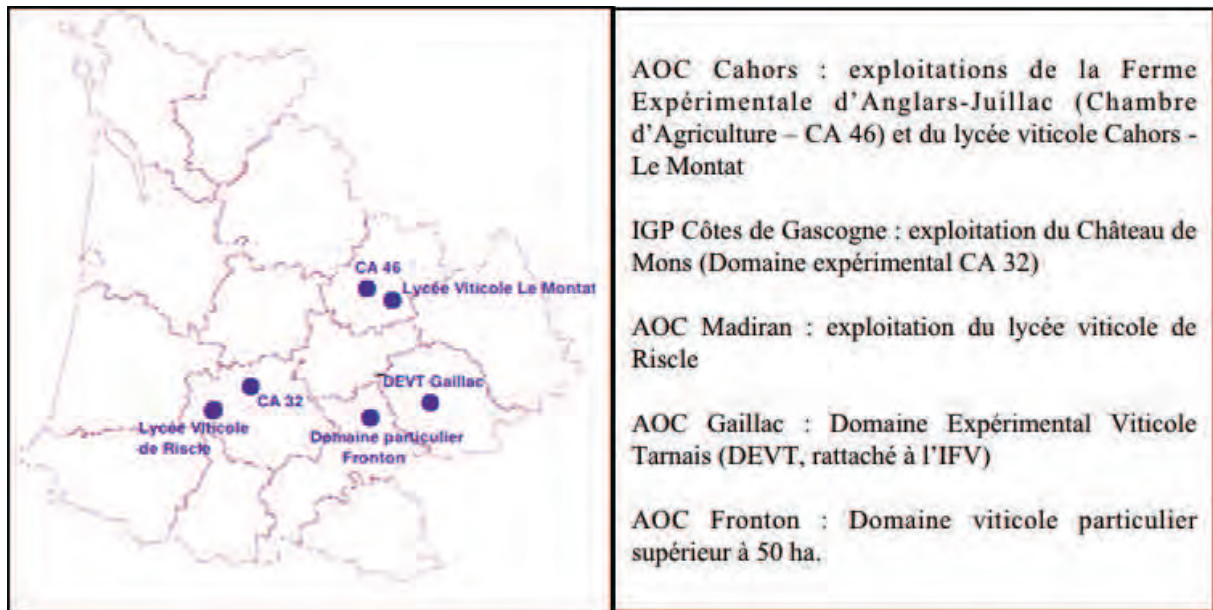 CA 46
Lycée Viticole Le Montat
DEVT Gaillac
CA 32
Lycée Viticole
de Riscle
Domaine particulier
Fronton
AOC Cahors : exploitations de la Ferme
Expérimentale d'Anglars-Juillac (Chambre
d'Agriculture – CA 46) et du lycée viticole Cahors -
Le Montat
IGP Côtes de Gascogne : exploitation du Château de
Mons (Domaine expérimental CA 32)
AOC Madiran : exploitation du lycée viticole de
Riscle
AOC Gaillac : Domaine Expérimental Viticole
Tarnais (DEVT, rattaché à l'IFV)
AOC Fronton : Domaine viticole particulier
supérieur à 50 ha.